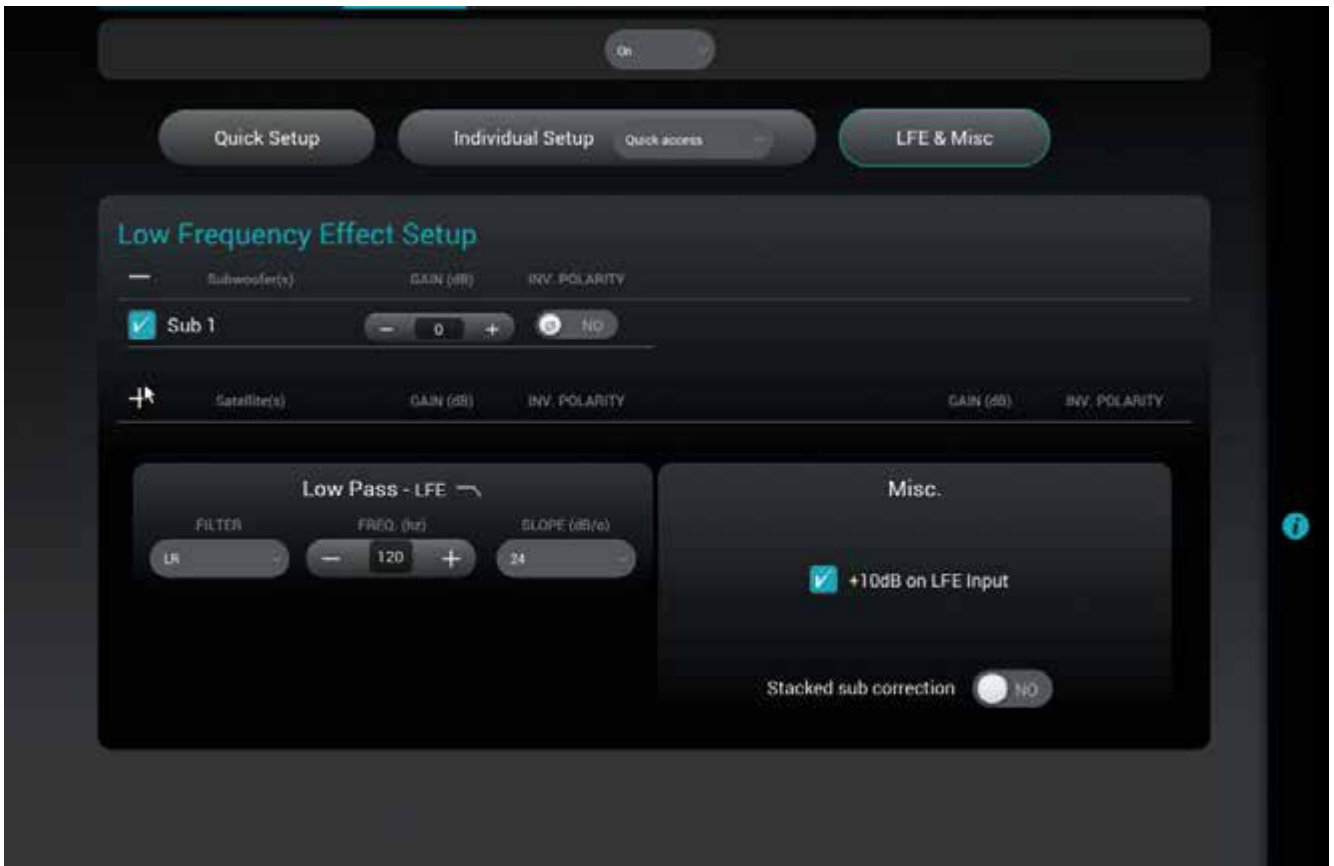 On
Quick Setup Individual Setup Quick access LFE & Misc
Low Frequency Effect Setup
Subwoofer(s) GAIN (dB) INV. POLARITY
Sub 1 - 0 + NO
+ Satellite(s) GAIN (dB) INV. POLARITY GAIN (dB) INV. POLARITY
Low Pass - LFE Misc.
FILTER FREQ. (hz) SLOPE (dB/o)
LR - 120 + 24
+10dB on LFE Input
Stacked sub correction NO